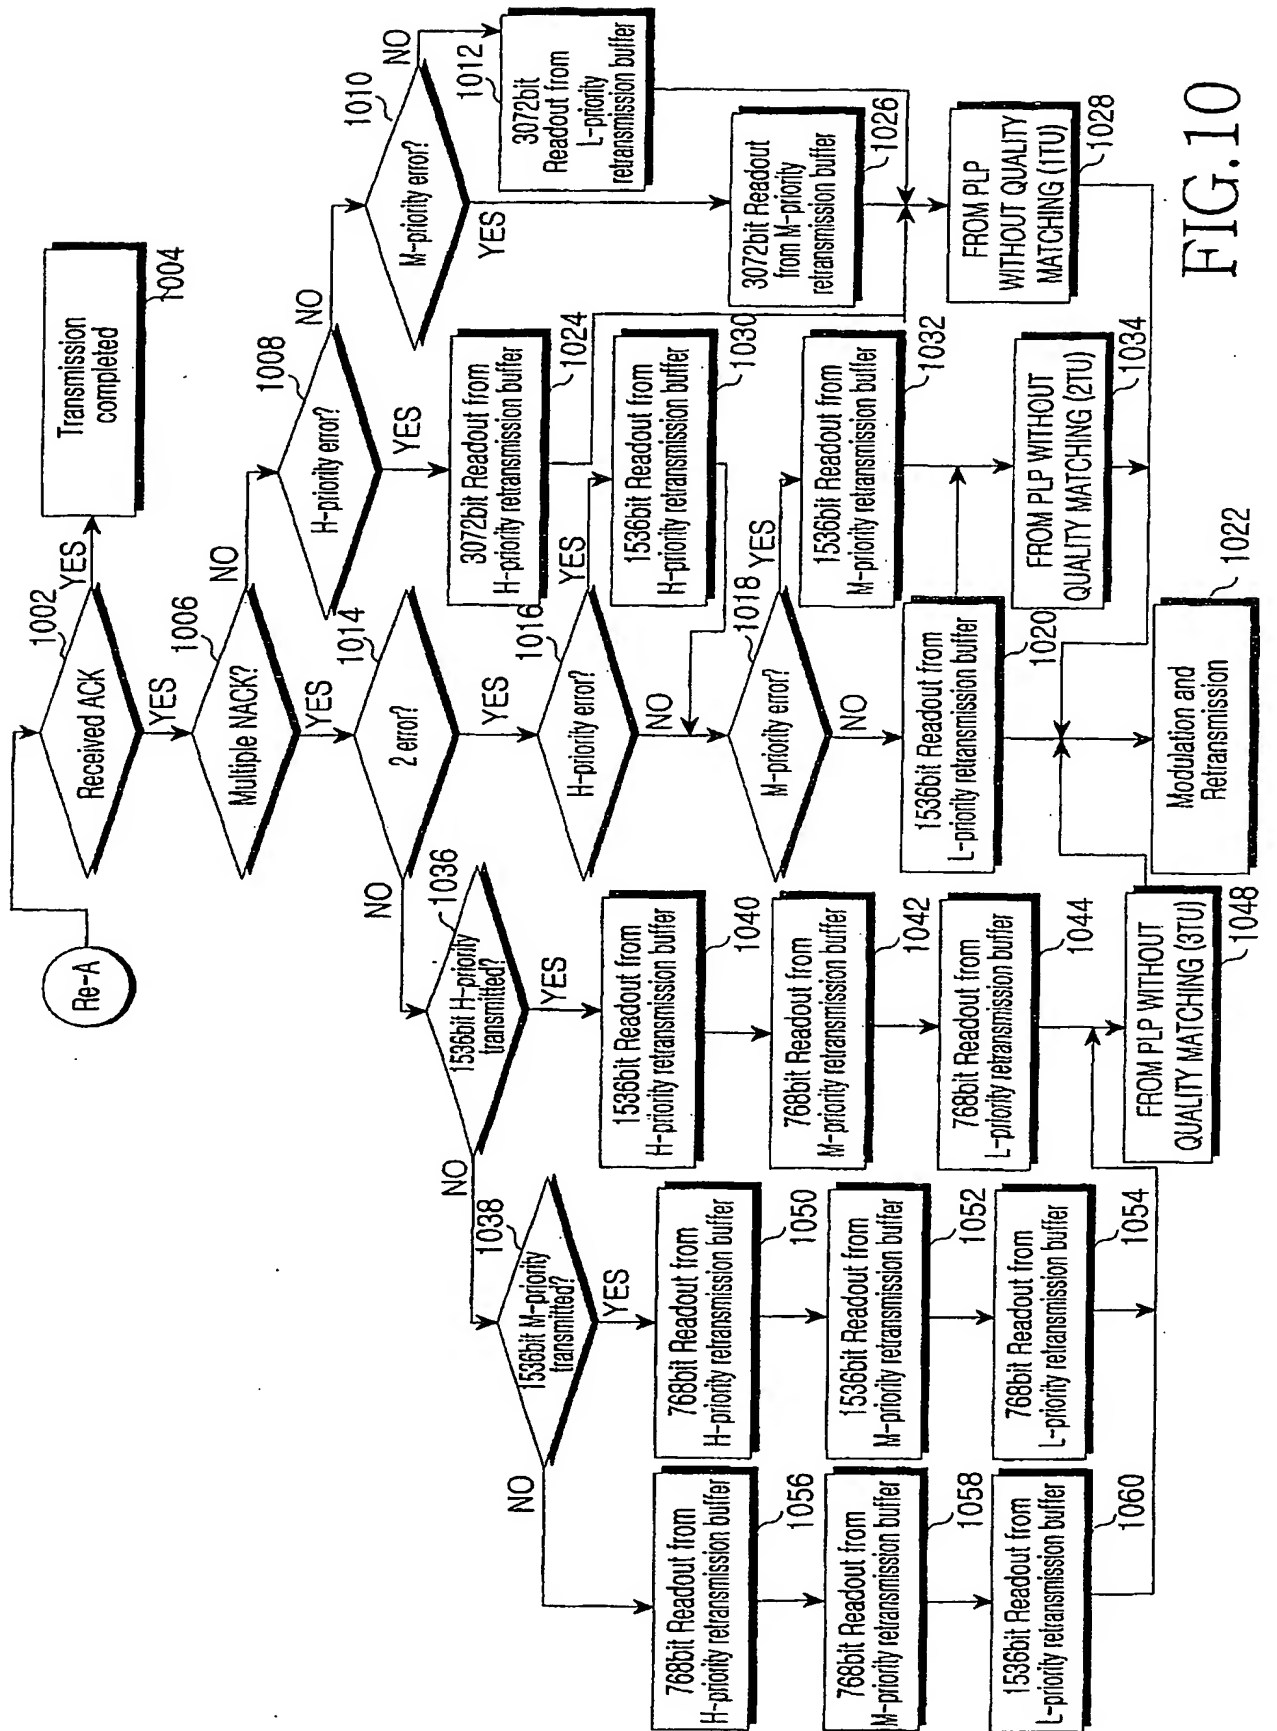 Re-A
Received ACK
1002
YES
Transmission
completed
1004
YES
Multiple NACK?
1006
NO
YES
H-priority error?
1008
NO
YES
M-priority error?
1010
NO
YES
1012
3072bit
Readout from
L-priority
retransmission buffer
2 error?
1014
NO
YES
3072bit Readout from
H-priority retransmission buffer
1024
3072bit Readout
from M-priority
retransmission buffer
1026
FROM PLP
WITHOUT QUALITY
MATCHING (1TU)
1028
H-priority error?
1016
YES
NO
1536bit Readout from
H-priority retransmission buffer
1030
M-priority error?
1018
YES
NO
1536bit Readout from
M-priority retransmission buffer
1032
1536bit Readout from
L-priority retransmission buffer
1020
FROM PLP WITHOUT
QUALITY MATCHING (2TU)
1034
Modulation and
Retransmission
1022
1536bit H-priority
transmitted?
1036
NO
YES
1536bit Readout from
H-priority retransmission buffer
1040
768bit Readout from
M-priority retransmission buffer
1042
768bit Readout from
L-priority retransmission buffer
1044
FROM PLP WITHOUT
QUALITY MATCHING (3TU)
1048
1536bit M-priority
transmitted?
1038
NO
YES
768bit Readout from
H-priority retransmission buffer
1050
1536bit Readout from
M-priority retransmission buffer
1052
768bit Readout from
L-priority retransmission buffer
1054
768bit Readout from
H-priority retransmission buffer
1056
768bit Readout from
M-priority retransmission buffer
1058
1536bit Readout from
L-priority retransmission buffer
1060
FIG.10